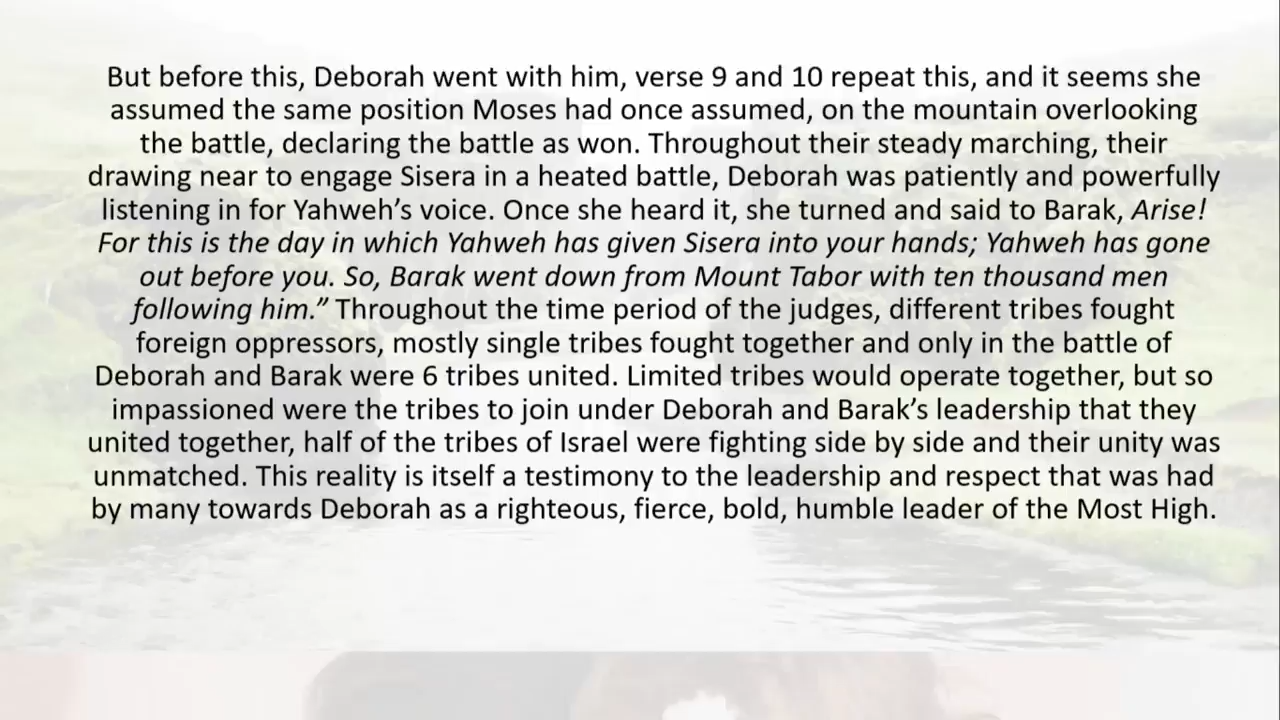 But before this, Deborah went with him, verse 9 and 10 repeat this, and it seems she
assumed the same position Moses had once assumed, on the mountain overlooking
the battle, declaring the battle as won. Throughout their steady marching, their
drawing near to engage Sisera in a heated battle, Deborah was patiently and powerfully
listening in for Yahweh’s voice. Once she heard it, she turned and said to Barak, Arise!
For this is the day in which Yahweh has given Sisera into your hands; Yahweh has gone
out before you. So, Barak went down from Mount Tabor with ten thousand men
following him.” Throughout the time period of the judges, different tribes fought
foreign oppressors, mostly single tribes fought together and only in the battle of
Deborah and Barak were 6 tribes united. Limited tribes would operate together, but so
impassioned were the tribes to join under Deborah and Barak’s leadership that they
united together, half of the tribes of Israel were fighting side by side and their unity was
unmatched. This reality is itself a testimony to the leadership and respect that was had
by many towards Deborah as a righteous, fierce, bold, humble leader of the Most High.